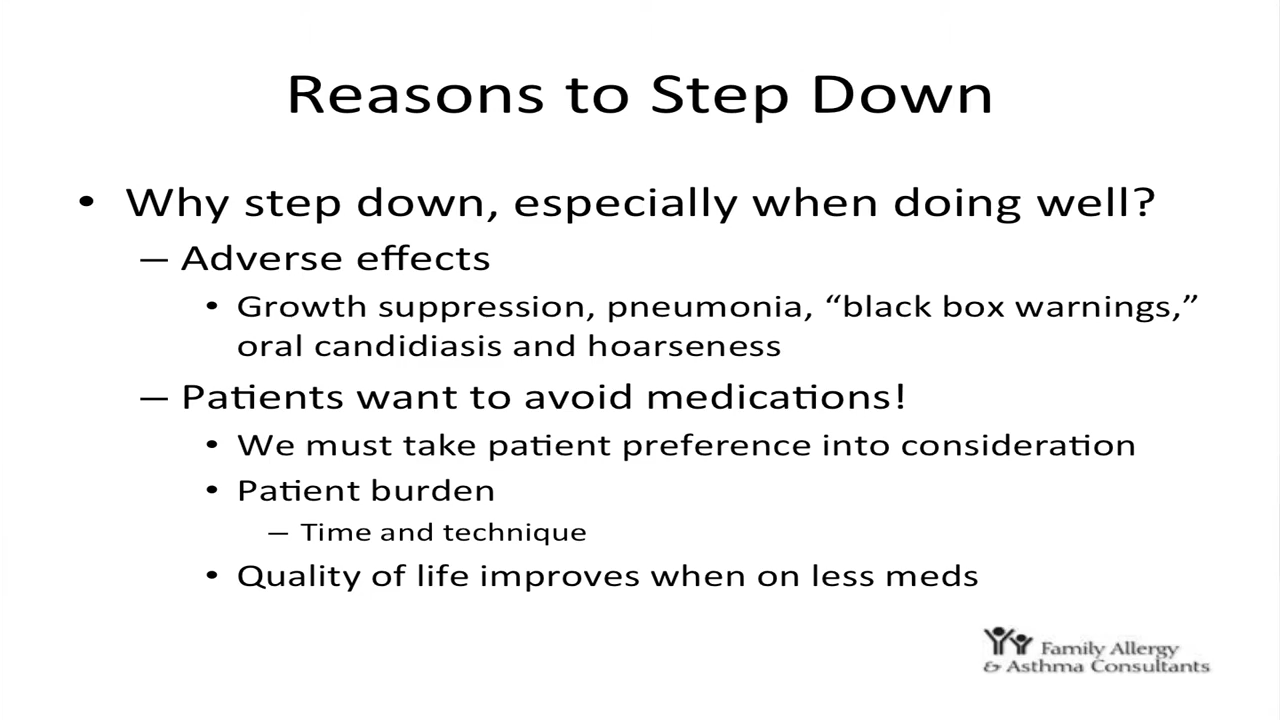 Reasons to Step Down
• Why step down, especially when doing well?
– Adverse effects
• Growth suppression, pneumonia, “black box warnings,”
oral candidiasis and hoarseness
– Patients want to avoid medications!
• We must take patient preference into consideration
• Patient burden
– Time and technique
• Quality of life improves when on less meds
Family Allergy
& Asthma Consultants